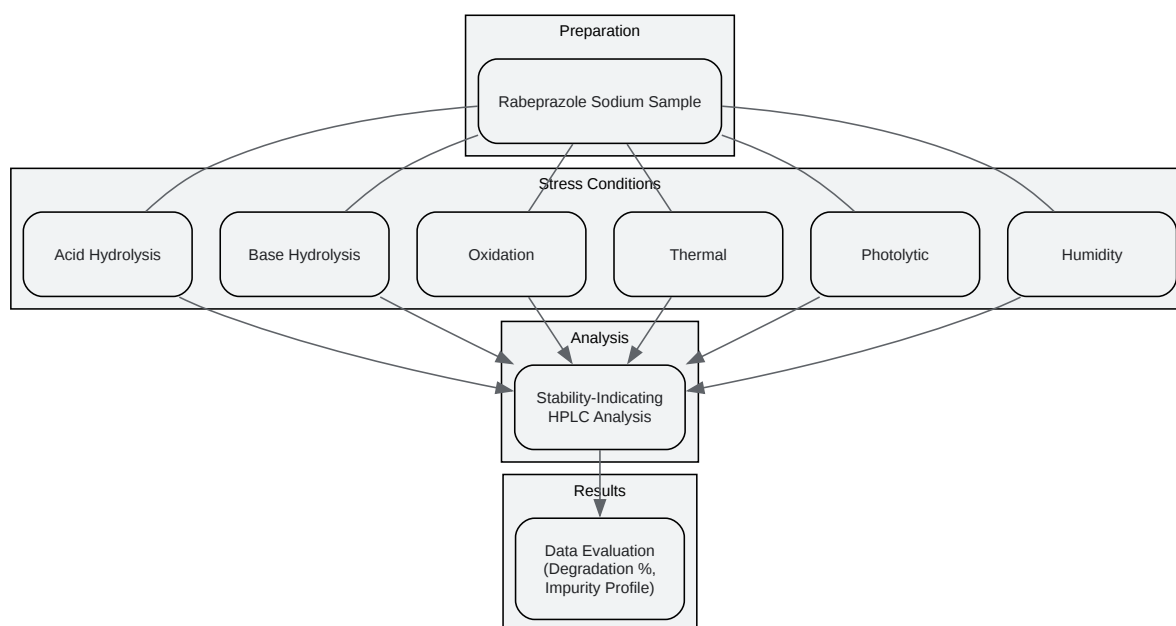 Preparation
Rabeprazole Sodium Sample
Stress Conditions
Acid Hydrolysis
Base Hydrolysis
Oxidation
Thermal
Photolytic
Humidity
Analysis
Stability-Indicating
HPLC Analysis
Results
Data Evaluation
(Degradation %,
Impurity Profile)